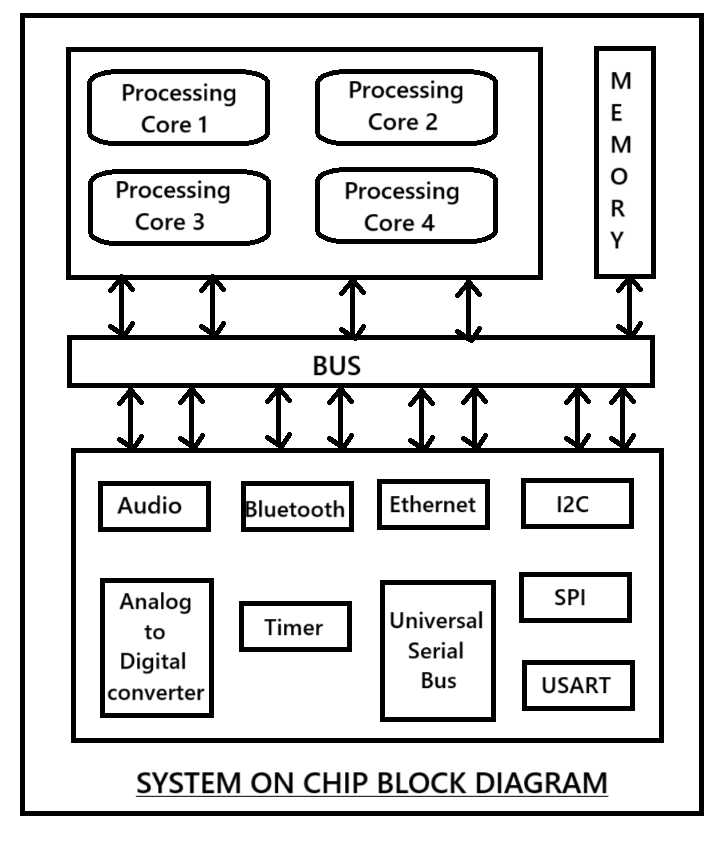 Processing
Core 1
Processing
Core 2
Processing
Core 3
Processing
Core 4
M
E
M
O
R
Y
BUS
Audio
Bluetooth
Ethernet
I2C
Analog
to
Digital
converter
Timer
Universal
Serial
Bus
SPI
USART
SYSTEM ON CHIP BLOCK DIAGRAM